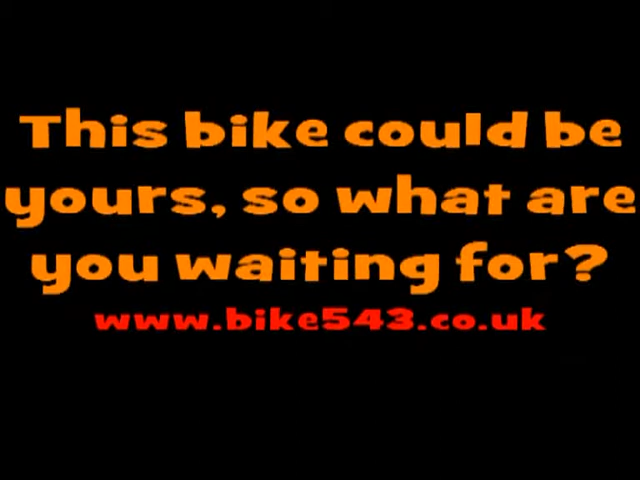 This bike could be
yours, so what are
you waiting for?
www.bike543.co.uk